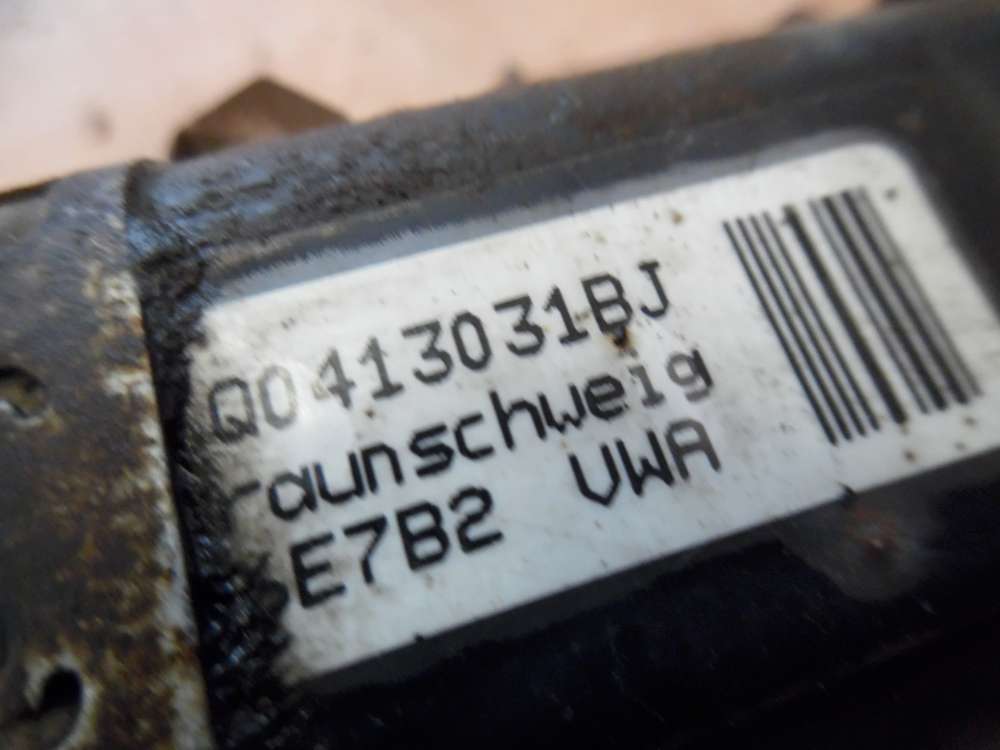 Q0413031BJ
raunschweig
E7B2 VWA